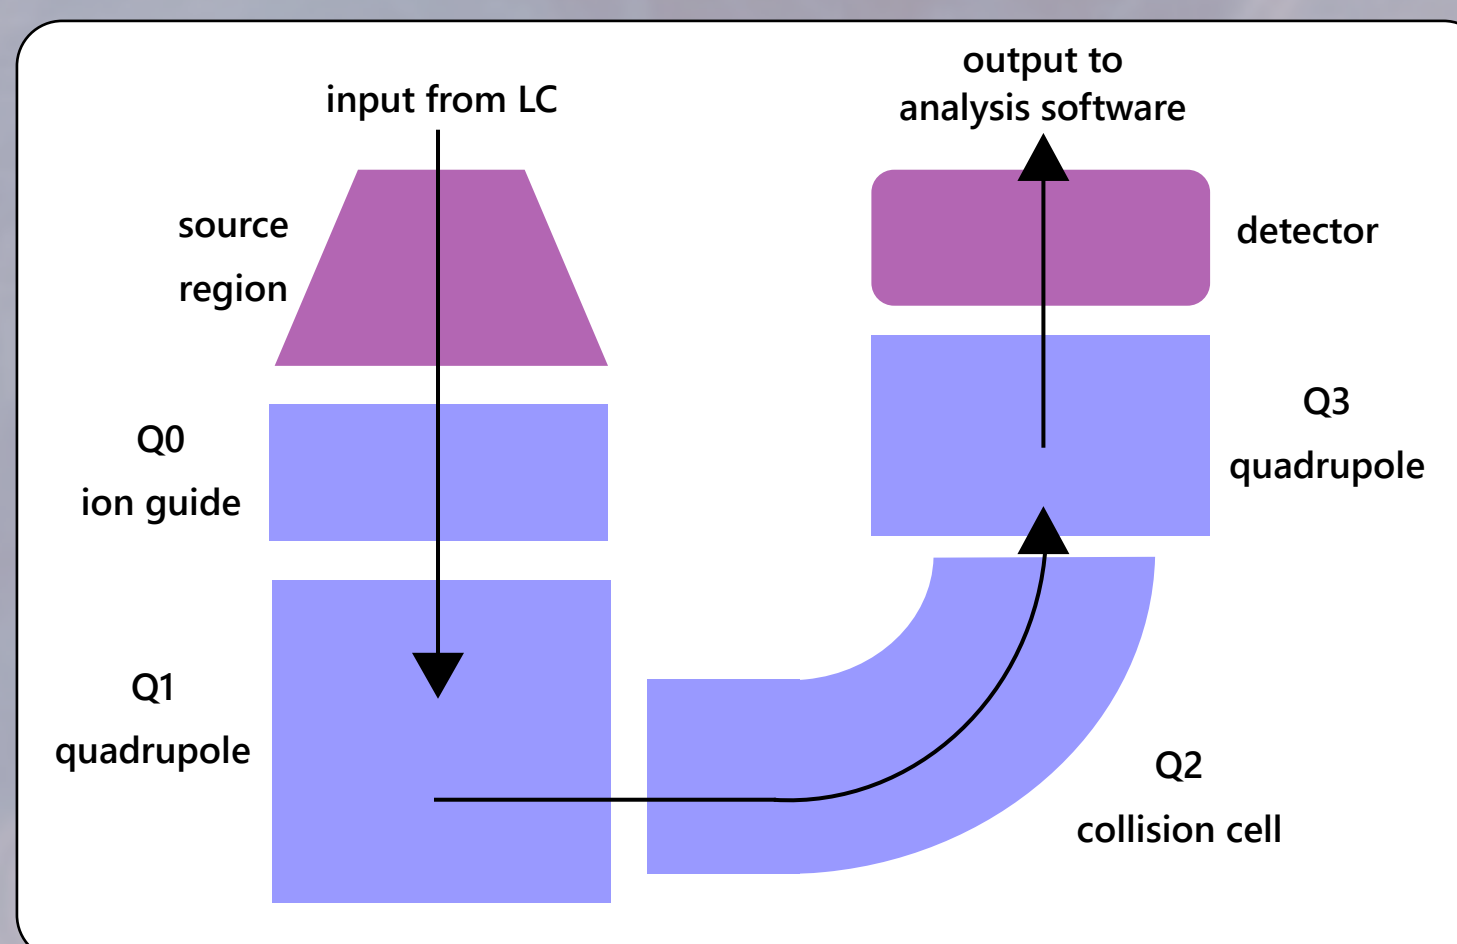 input from LC
source
region
Q0
ion guide
Q1
quadrupole
Q2
collision cell
Q3
quadrupole
detector
output to
analysis software